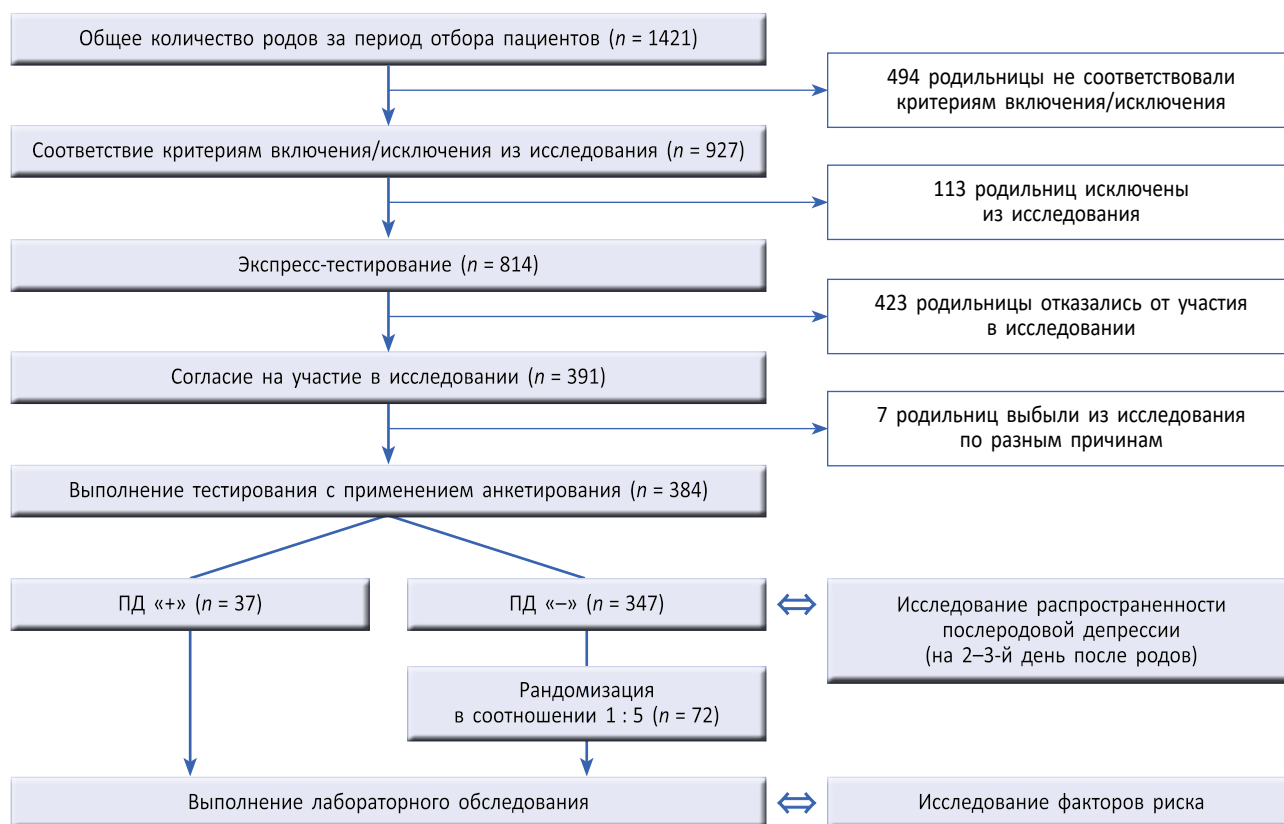 Общее количество родов за период отбора пациентов (n = 1421)
494 родильницы не соответствовали
критериям включения/исключения
Соответствие критериям включения/исключения из исследования (n = 927)
113 родильниц исключены
из исследования
Экспресс-тестирование (n = 814)
423 родильницы отказались от участия
в исследовании
Согласие на участие в исследовании (n = 391)
7 родильниц выбыли из исследования
по разным причинам
Выполнение тестирования с применением анкетирования (n = 384)
ПД «+» (n = 37)
ПД «–» (n = 347)
Исследование распространенности
послеродовой депрессии
(на 2–3-й день после родов)
Рандомизация
в соотношении 1 : 5 (n = 72)
Выполнение лабораторного обследования
Исследование факторов риска